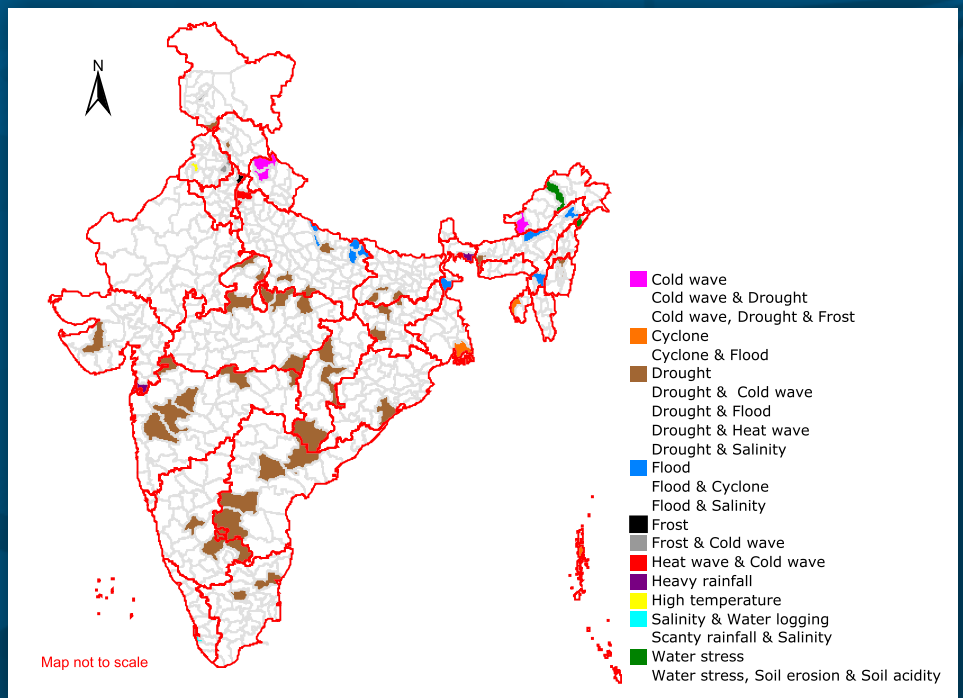 N
Cold wave
Cold wave & Drought
Cold wave, Drought & Frost
Cyclone
Cyclone & Flood
Drought
Drought &  Cold wave
Drought & Flood
Drought & Heat wave
Drought & Salinity
Flood
Flood & Cyclone
Flood & Salinity
Frost
Frost & Cold wave
Heat wave & Cold wave
Heavy rainfall
High temperature
Salinity & Water logging
Scanty rainfall & Salinity
Water stress
Water stress, Soil erosion & Soil acidity
Map not to scale